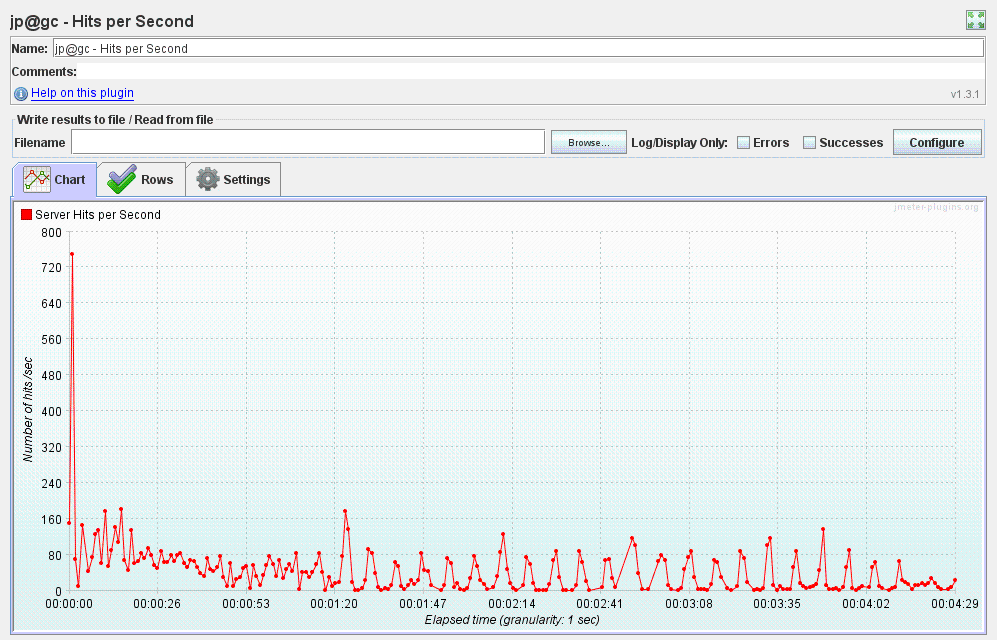 jp@gc - Hits per Second
Name: jp@gc - Hits per Second
Comments:
Help on this plugin
v1.3.1
Write results to file / Read from file
Filename Browse... Log/Display Only: Errors Successes Configure
Chart Rows Settings
Server Hits per Second
jmeter-plugins.org
800
720
640
560
480
400
320
240
160
80
0
Number of hits /sec
00:00:00 00:00:26 00:00:53 00:01:20 00:01:47 00:02:14 00:02:41 00:03:08 00:03:35 00:04:02 00:04:29
Elapsed time (granularity: 1 sec)